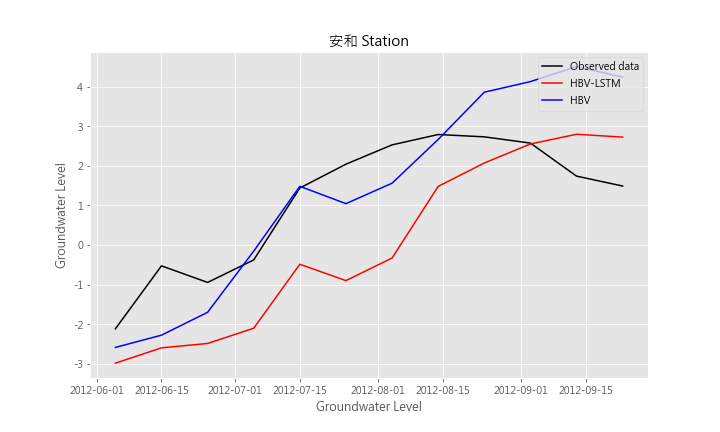 安和 Station
Observed data
HBV-LSTM
HBV
Groundwater Level
4
3
2
1
0
-1
-2
-3
2012-06-01 2012-06-15 2012-07-01 2012-07-15 2012-08-01 2012-08-15 2012-09-01 2012-09-15
Groundwater Level